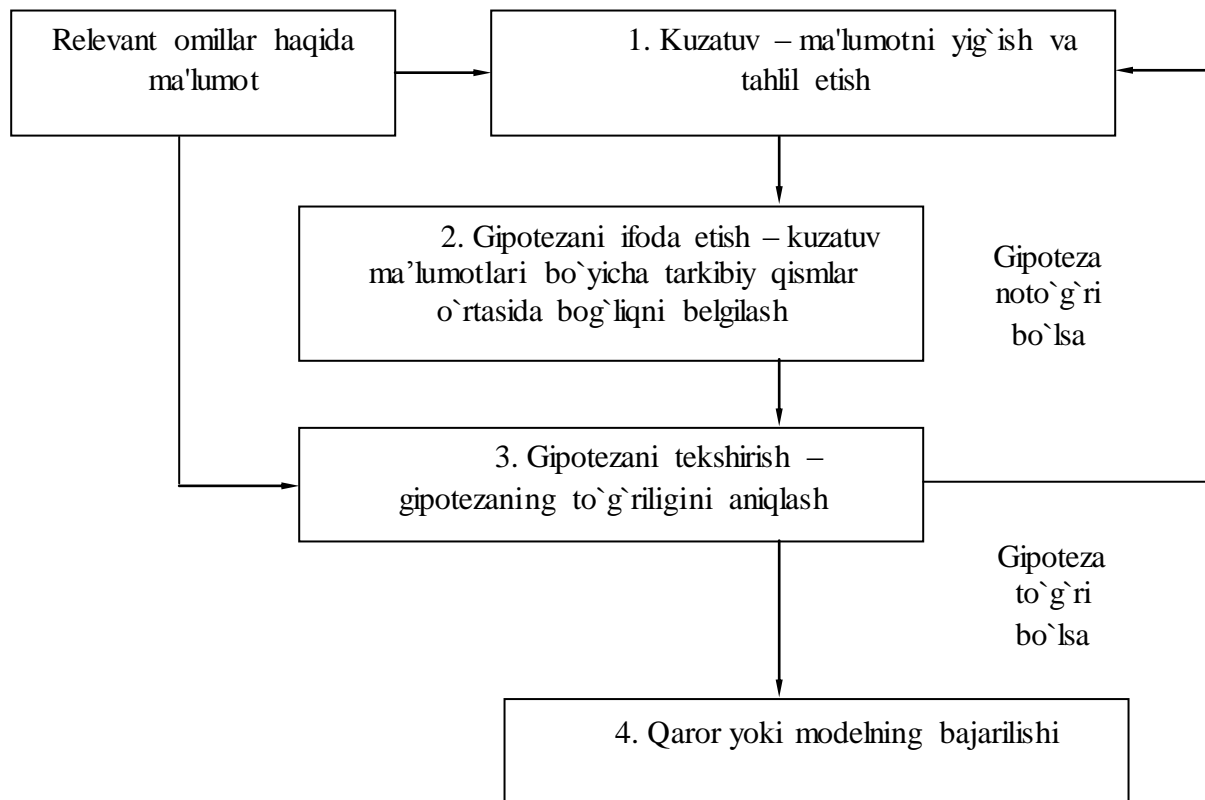 Relevant omillar haqida
ma'lumot
1. Kuzatuv – ma'lumotni yig`ish va
tahlil etish
2. Gipotezani ifoda etish – kuzatuv
ma’lumotlari bo`yicha tarkibiy qismlar
o`rtasida bog`liqni belgilash
Gipoteza
noto`g`ri
bo`lsa
3. Gipotezani tekshirish –
gipotezaning to`g`riligini aniqlash
Gipoteza
to`g`ri
bo`lsa
4. Qaror yoki modelning bajarilishi